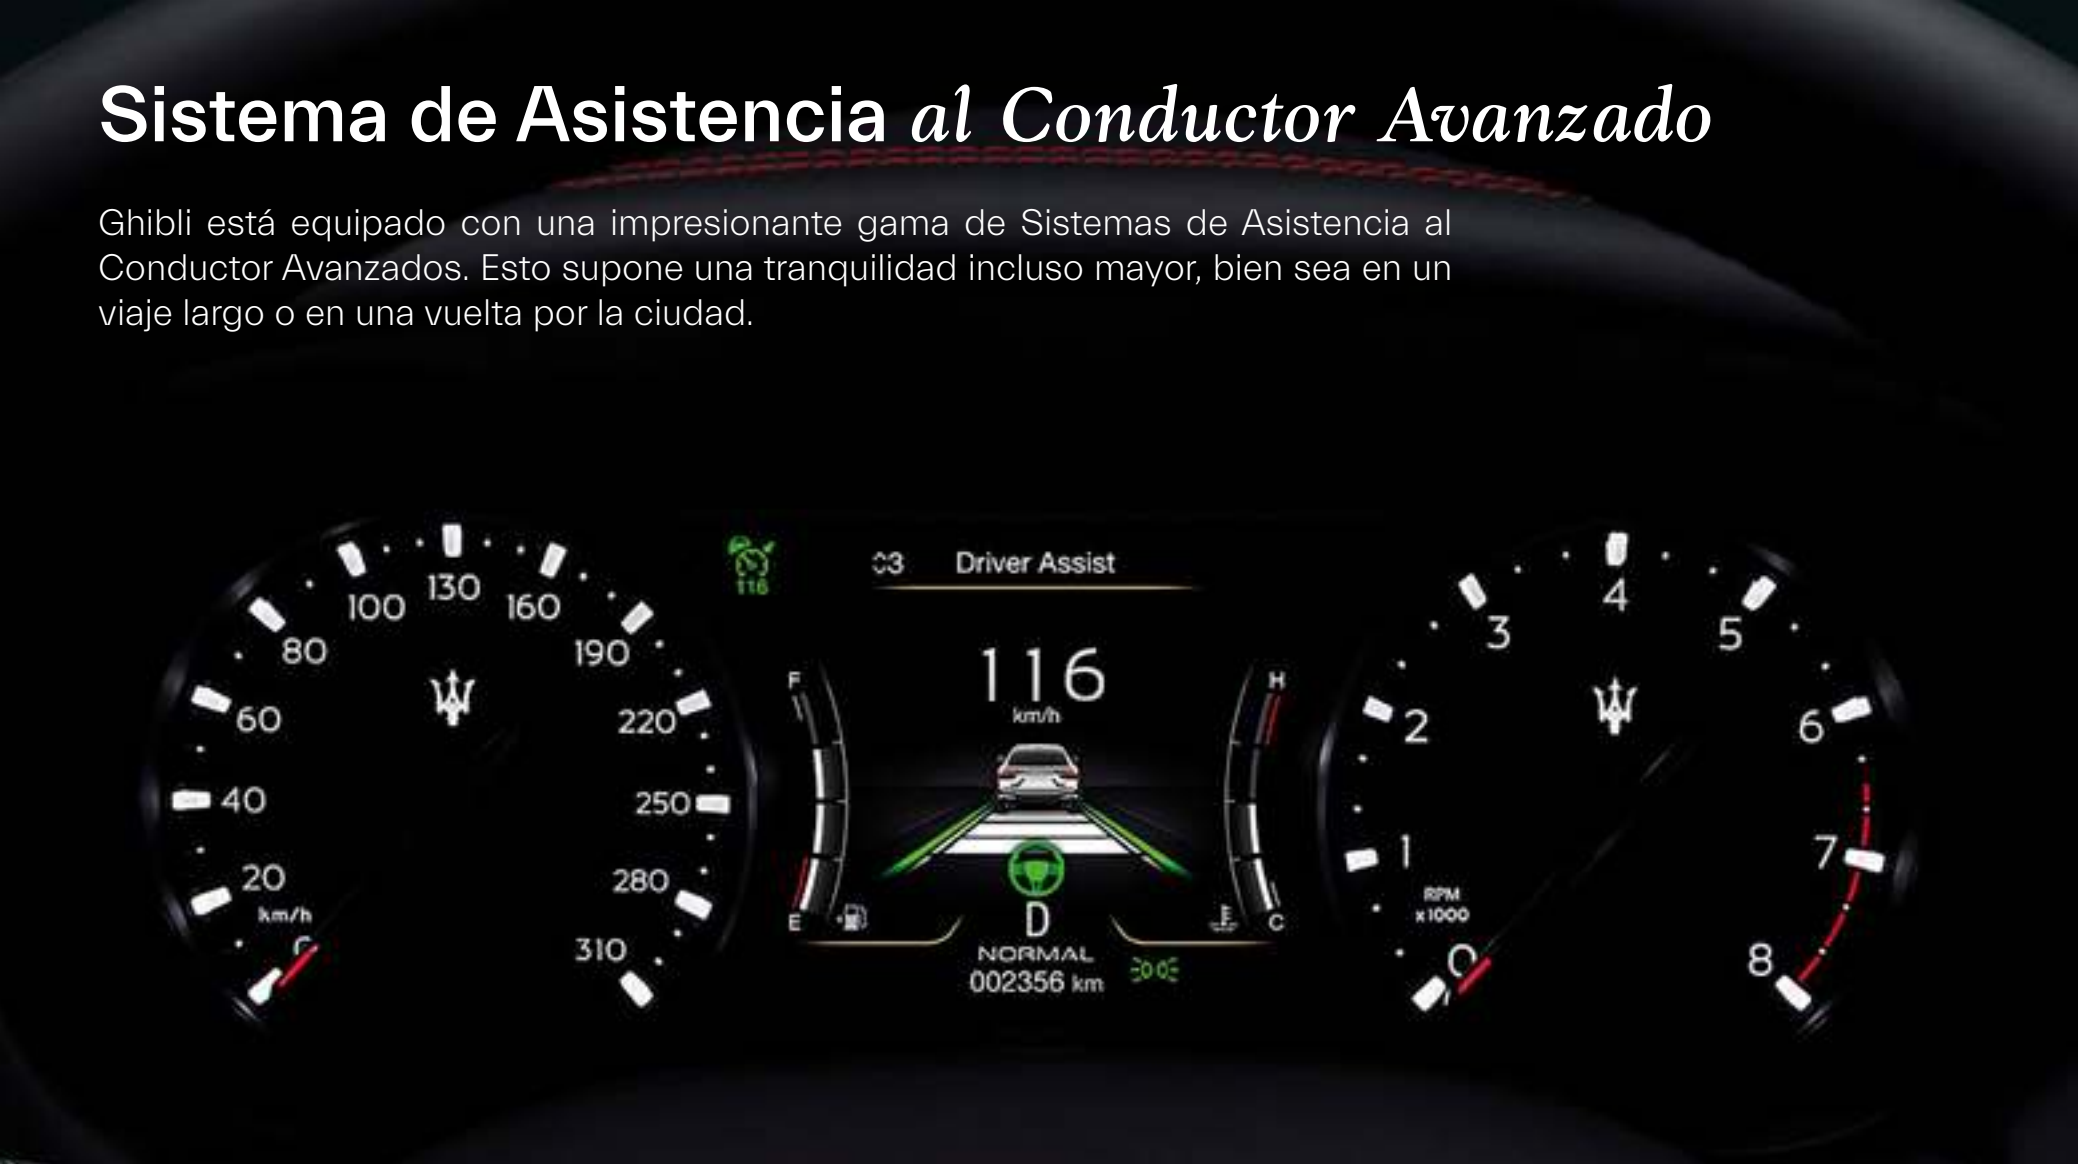 Sistema de Asistencia al Conductor Avanzado
Ghibli está equipado con una impresionante gama de Sistemas de Asistencia al
Conductor Avanzados. Esto supone una tranquilidad incluso mayor, bien sea en un
viaje largo o en una vuelta por la ciudad.
20
40
60
80
100
130
160
190
220
250
280
310
km/h
116
Driver Assist
116
km/h
F
E
H
C
D
NORMAL
002356 km
0
1
2
3
4
5
6
7
8
RPM
x1000